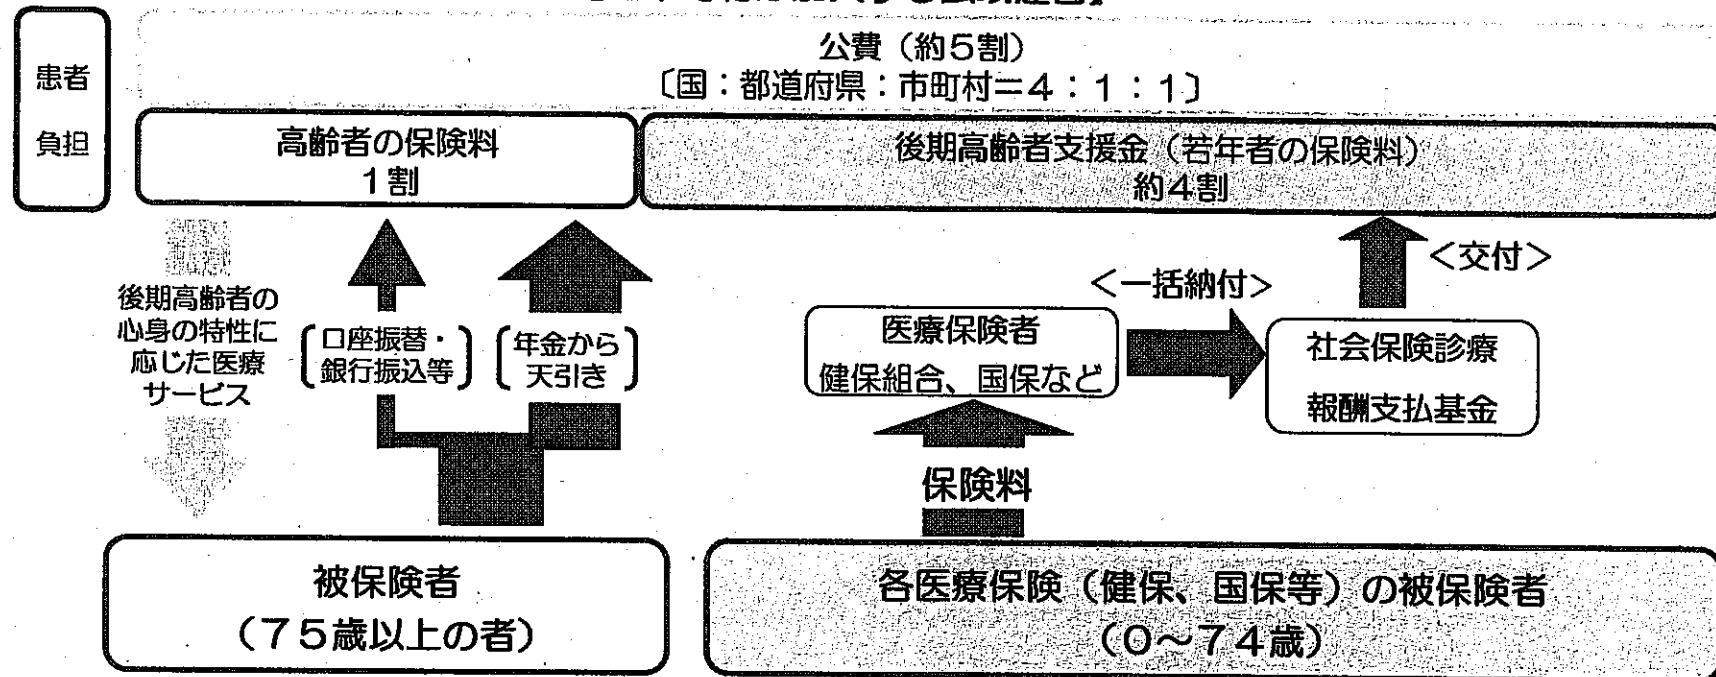 患者
負担
公費(約5割)
〔国:都道府県:市町村=4:1:1〕
高齢者の保険料
1割
後期高齢者支援金(若年者の保険料)
約4割
後期高齢者の
心身の特性に
応じた医療
サービス
口座振替・
銀行振込等
年金から
天引き
医療保険者
健保組合、国保など
<一括納付>
<交付>
社会保険診療
報酬支払基金
保険料
被保険者
(75歳以上の者)
各医療保険(健保、国保等)の被保険者
(0~74歳)